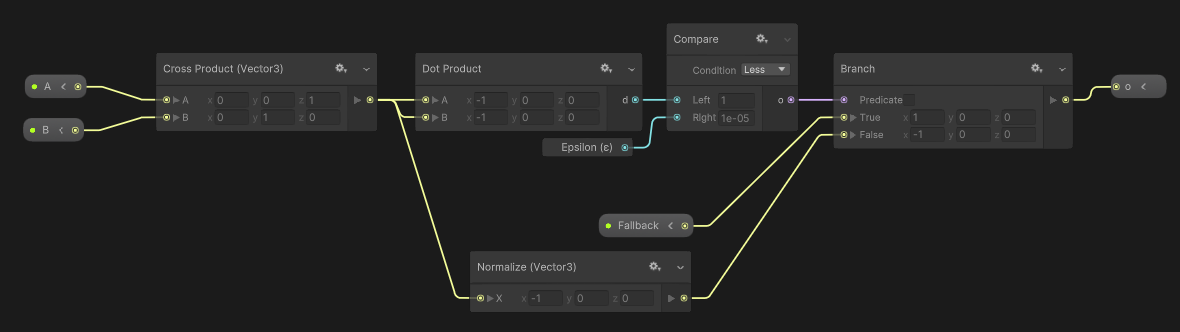 Compare
Condition Less
Left 1
Right 1e-05
o
Cross Product (Vector3)
A x 0 y 0 z 1
B x 0 y 1 z 0
A
B
Dot Product
A x -1 y 0 z 0
B x -1 y 0 z 0
d
Epsilon (ε)
Branch
Predicate
True x 1 y 0 z 0
False x -1 y 0 z 0
o
Fallback
Normalize (Vector3)
X x -1 y 0 z 0